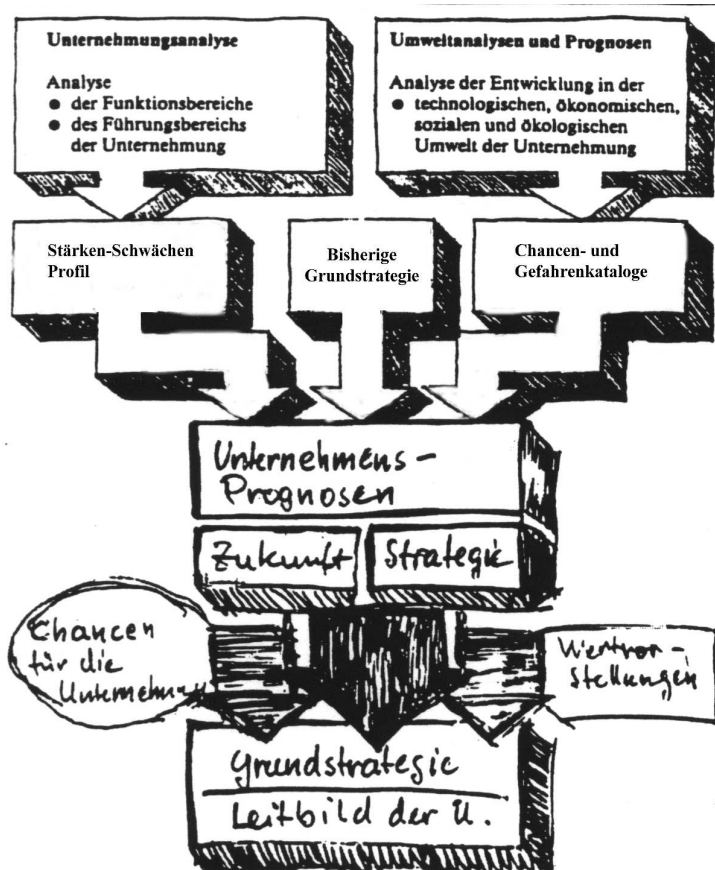 Unternehmungsanalyse
Analyse
● der Funktionsbereiche
● des Führungsbereichs
der Unternehmung
Umweltanalysen und Prognosen
Analyse der Entwicklung in der
● technologischen, ökonomischen,
sozialen und ökologischen
Umwelt der Unternehmung
Stärken-Schwächen
Profil
Bisherige
Grundstrategie
Chancen- und
Gefahrenkataloge
Unternehmens-
Prognosen
Zukunft
Strategie
Chancen
für die
Unternehmung
Wertvor-
stellungen
Grundstrategie
Leitbild der U.